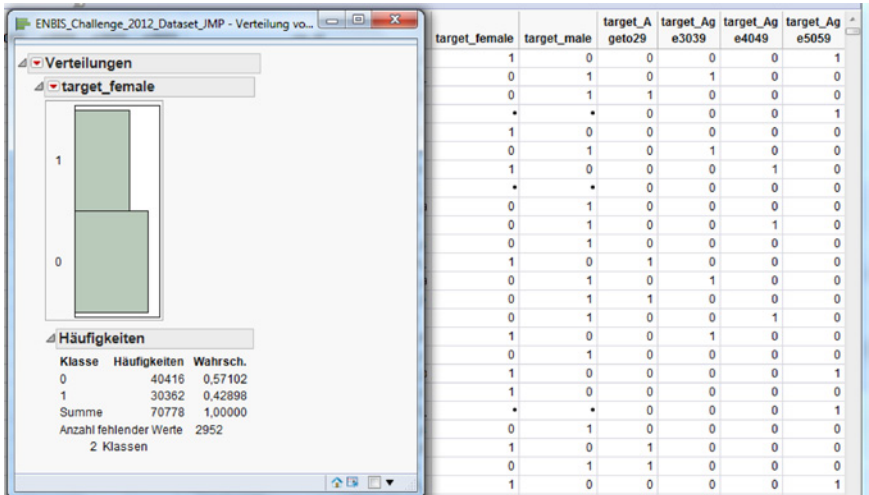 ENBIS_Challenge_2012_Dataset_JMP - Verteilung vo...
Verteilungen
target_female
1
0
Häufigkeiten
Klasse Häufigkeiten Wahrsch.
0 40416 0,57102
1 30362 0,42898
Summe 70778 1,00000
Anzahl fehlender Werte 2952
2 Klassen
target_female target_male target_A geto29 target_Ag e3039 target_Ag e4049 target_Ag e5059
1 0 0 0 0 1
0 1 0 1 0 0
0 1 1 0 0 0
• • 0 0 0 1
1 0 0 0 0 0
0 1 0 1 0 0
1 0 0 0 1 0
• • 0 0 0 0
0 1 0 0 0 0
0 1 0 0 1 0
0 1 0 0 0 0
1 0 1 0 0 0
0 1 0 1 0 0
0 1 1 0 0 0
0 1 0 0 1 0
1 0 0 1 0 0
0 1 0 0 0 0
1 0 0 0 0 1
1 0 0 0 0 0
• • 0 0 0 1
0 1 0 0 0 0
1 0 1 0 0 0
0 1 1 0 0 0
1 0 0 0 0 1